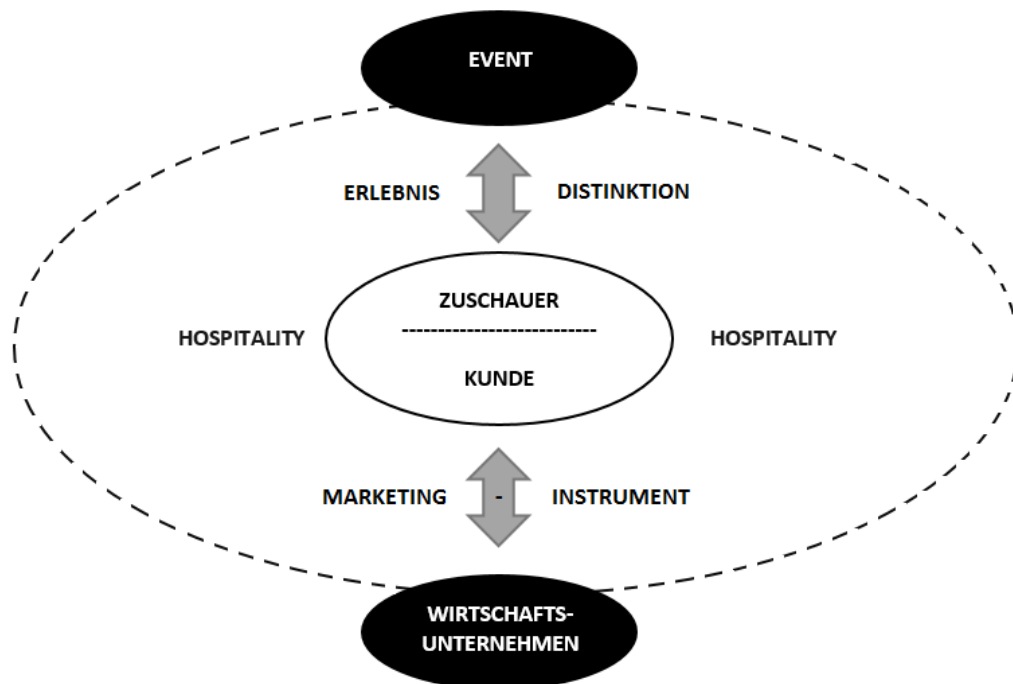 EVENT
ERLEBNIS DISTINKTION
ZUSCHAUER
---------------------------
HOSPITALITY HOSPITALITY
KUNDE
MARKETING - INSTRUMENT
WIRTSCHAFTS-
UNTERNEHMEN